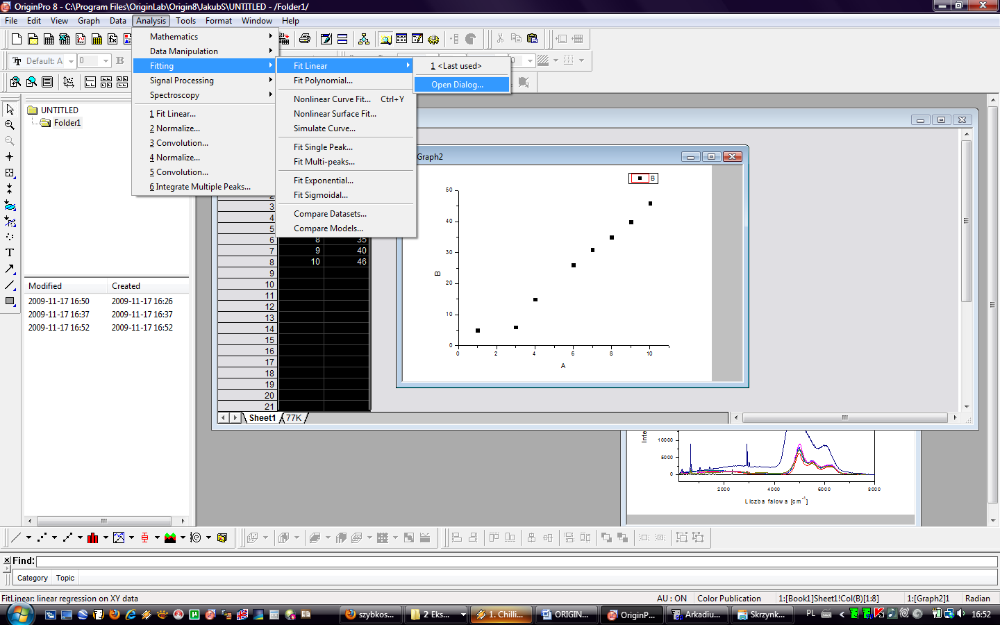 OriginPro 8 - C:\Program Files\OriginLab\Origin8\JakubS\UNTITLED - /Folder1/
File Edit View Graph Data Analysis Tools Format Window Help
Default: A 0 B
Mathematics
Data Manipulation
Fitting
Signal Processing
Spectroscopy
1 Fit Linear...
2 Normalize...
3 Convolution...
4 Normalize...
5 Convolution...
6 Integrate Multiple Peaks...
Fit Linear
Fit Polynomial...
Nonlinear Curve Fit... Ctrl+Y
Nonlinear Surface Fit...
Simulate Curve...
Fit Single Peak...
Fit Multi-peaks...
Fit Exponential...
Fit Sigmoidal...
Compare Datasets...
Compare Models...
1 <Last used>
Open Dialog...
UNTITLED
Folder1
Modified Created
2009-11-17 16:50 2009-11-17 16:26
2009-11-17 16:37 2009-11-17 16:37
2009-11-17 16:52 2009-11-17 16:52
3
4
5
6 8 35
7 9 40
8 10 46
9
10
11
12
13
14
15
16
17
18
19
20
21
Sheet1 77K
Graph2
B
50
40
30
20
10
0
B
0 2 4 6 8 10
A
10000
5000
0
2000 4000 6000 8000
Liczba falowa [cm-1]
Find:
Category Topic
FitLinear: linear regression on XY data AU : ON Color Publication 1:[Book1]Sheet1!Col(B)[1:8] 1:[Graph2]1 Radian
szybkos... 2 Eks... 1. Chilli... ORIGIN... OriginP... Arkadiu... Skrzynk... PL 16:52